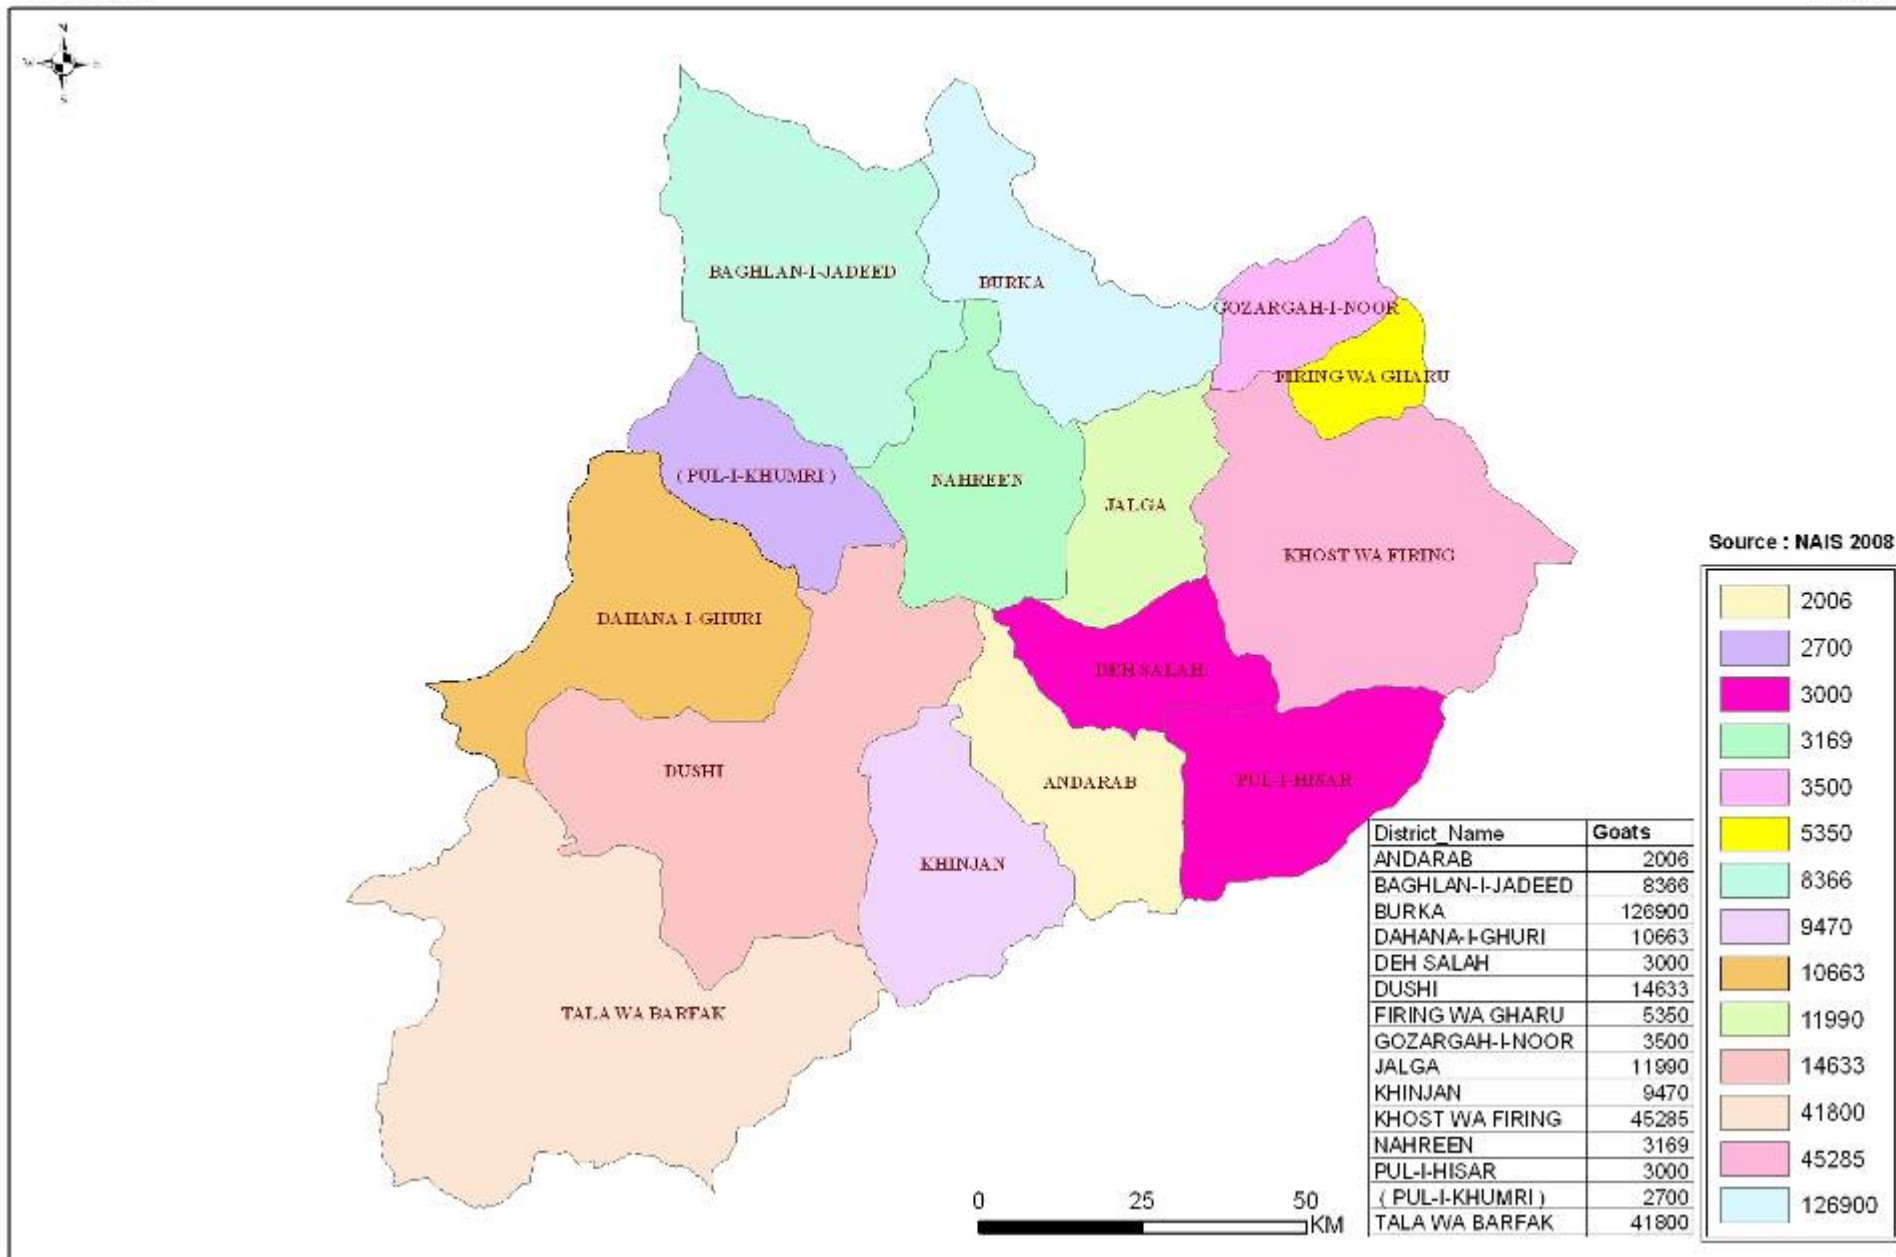 N
W E
S
BAGHLAN-I-JADEED
BURKA
GOZARGAH-I-NOOR
FIRING WA GHARU
( PUL-I-KHUMRI )
NAHREEN
JALGA
KHOST WA FIRING
DAHANA-I-GHURI
DEH SALAH
DUSHI
ANDARAB
PUL-I-HISAR
KHINJAN
TALA WA BARFAK
0 25 50
KM
District_Name Goats
ANDARAB 2006
BAGHLAN-I-JADEED 8366
BURKA 126900
DAHANA-I-GHURI 10663
DEH SALAH 3000
DUSHI 14633
FIRING WA GHARU 5350
GOZARGAH-I-NOOR 3500
JALGA 11990
KHINJAN 9470
KHOST WA FIRING 45285
NAHREEN 3169
PUL-I-HISAR 3000
( PUL-I-KHUMRI ) 2700
TALA WA BARFAK 41800
Source : NAIS 2008
2006
2700
3000
3169
3500
5350
8366
9470
10663
11990
14633
41800
45285
126900